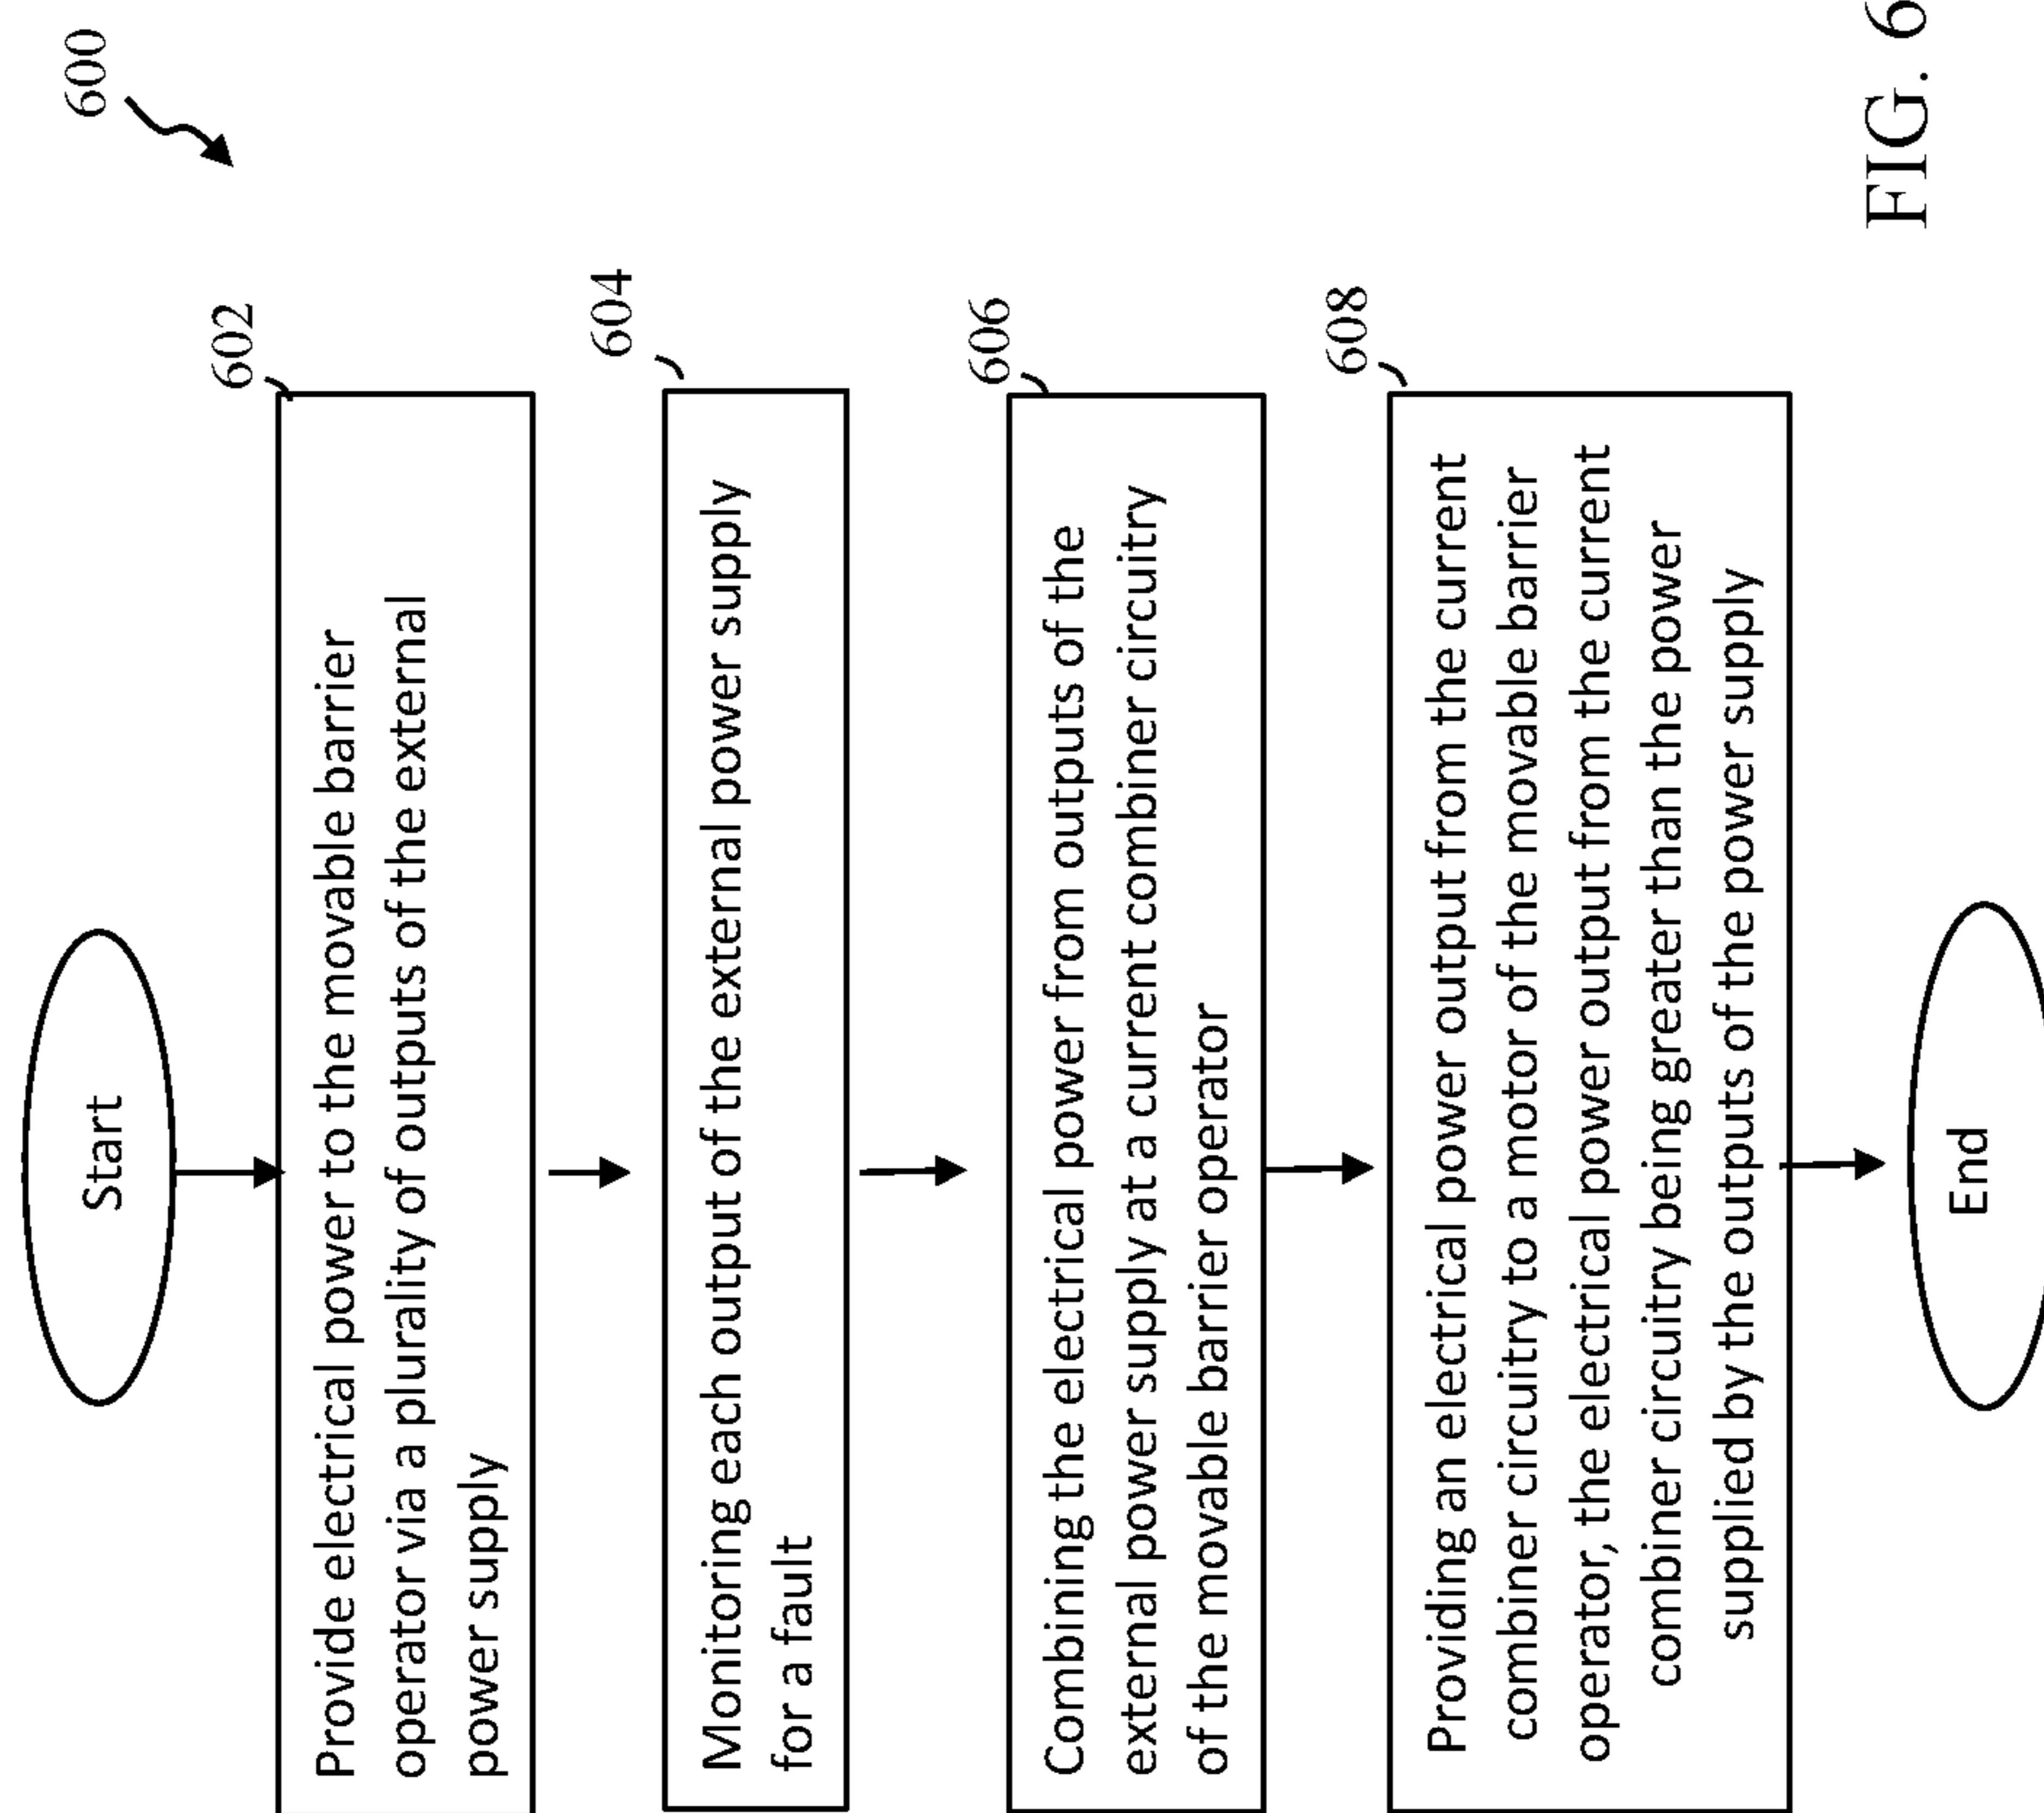 600
Start
602
Provide electrical power to the movable barrier
operator via a plurality of outputs of the external
power supply
604
Monitoring each output of the external power supply
for a fault
606
Combining the electrical power from outputs of the
external power supply at a current combiner circuitry
of the movable barrier operator
608
Providing an electrical power output from the current
combiner circuitry to a motor of the movable barrier
operator, the electrical power output from the current
combiner circuitry being greater than the power
supplied by the outputs of the power supply
End
FIG. 6